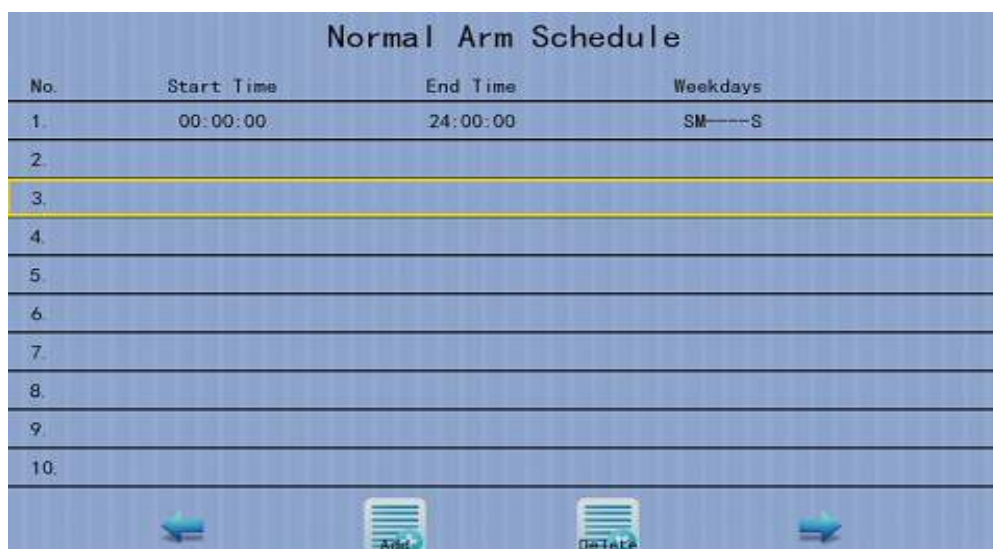 Normal Arm Schedule
No. Start Time End Time Weekdays
1. 00:00:00 24:00:00 SM----S
2.
3.
4.
5.
6.
7.
8.
9.
10.
Add Delete